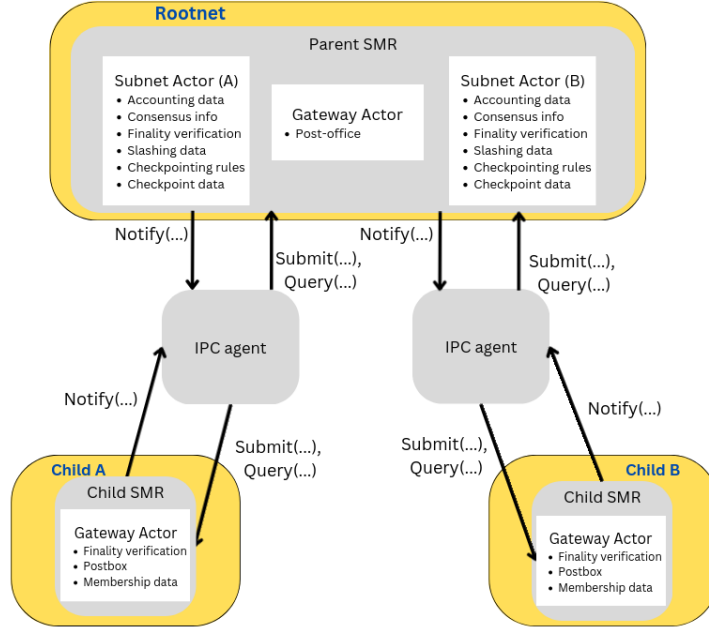 Rootnet
Parent SMR
Subnet Actor (A)
• Accounting data
• Consensus info
• Finality verification
• Slashing data
• Checkpointing rules
• Checkpoint data
Gateway Actor
• Post-office
Subnet Actor (B)
• Accounting data
• Consensus info
• Finality verification
• Slashing data
• Checkpointing rules
• Checkpoint data
Notify(...)
Submit(...),
Query(...)
Notify(...)
Submit(...),
Query(...)
IPC agent
IPC agent
Notify(...)
Submit(...),
Query(...)
Submit(...),
Query(...)
Notify(...)
Child A
Child SMR
Gateway Actor
• Finality verification
• Postbox
• Membership data
Child B
Child SMR
Gateway Actor
• Finality verification
• Postbox
• Membership data